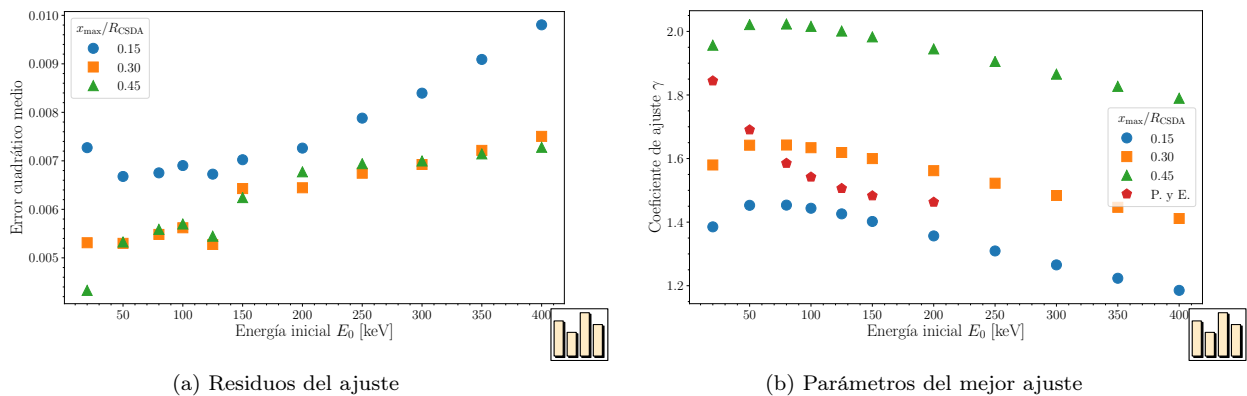 0.010
0.009
0.008
0.007
0.006
0.005
Error cuadrático medio
x_max/R_CSDA
0.15
0.30
0.45
50 100 150 200 250 300 350 400
Energía inicial E_0 [keV]
(a) Residuos del ajuste
2.0
1.8
1.6
1.4
1.2
Coeficiente de ajuste γ
x_max/R_CSDA
0.15
0.30
0.45
P. y E.
50 100 150 200 250 300 350 400
Energía inicial E_0 [keV]
(b) Parámetros del mejor ajuste